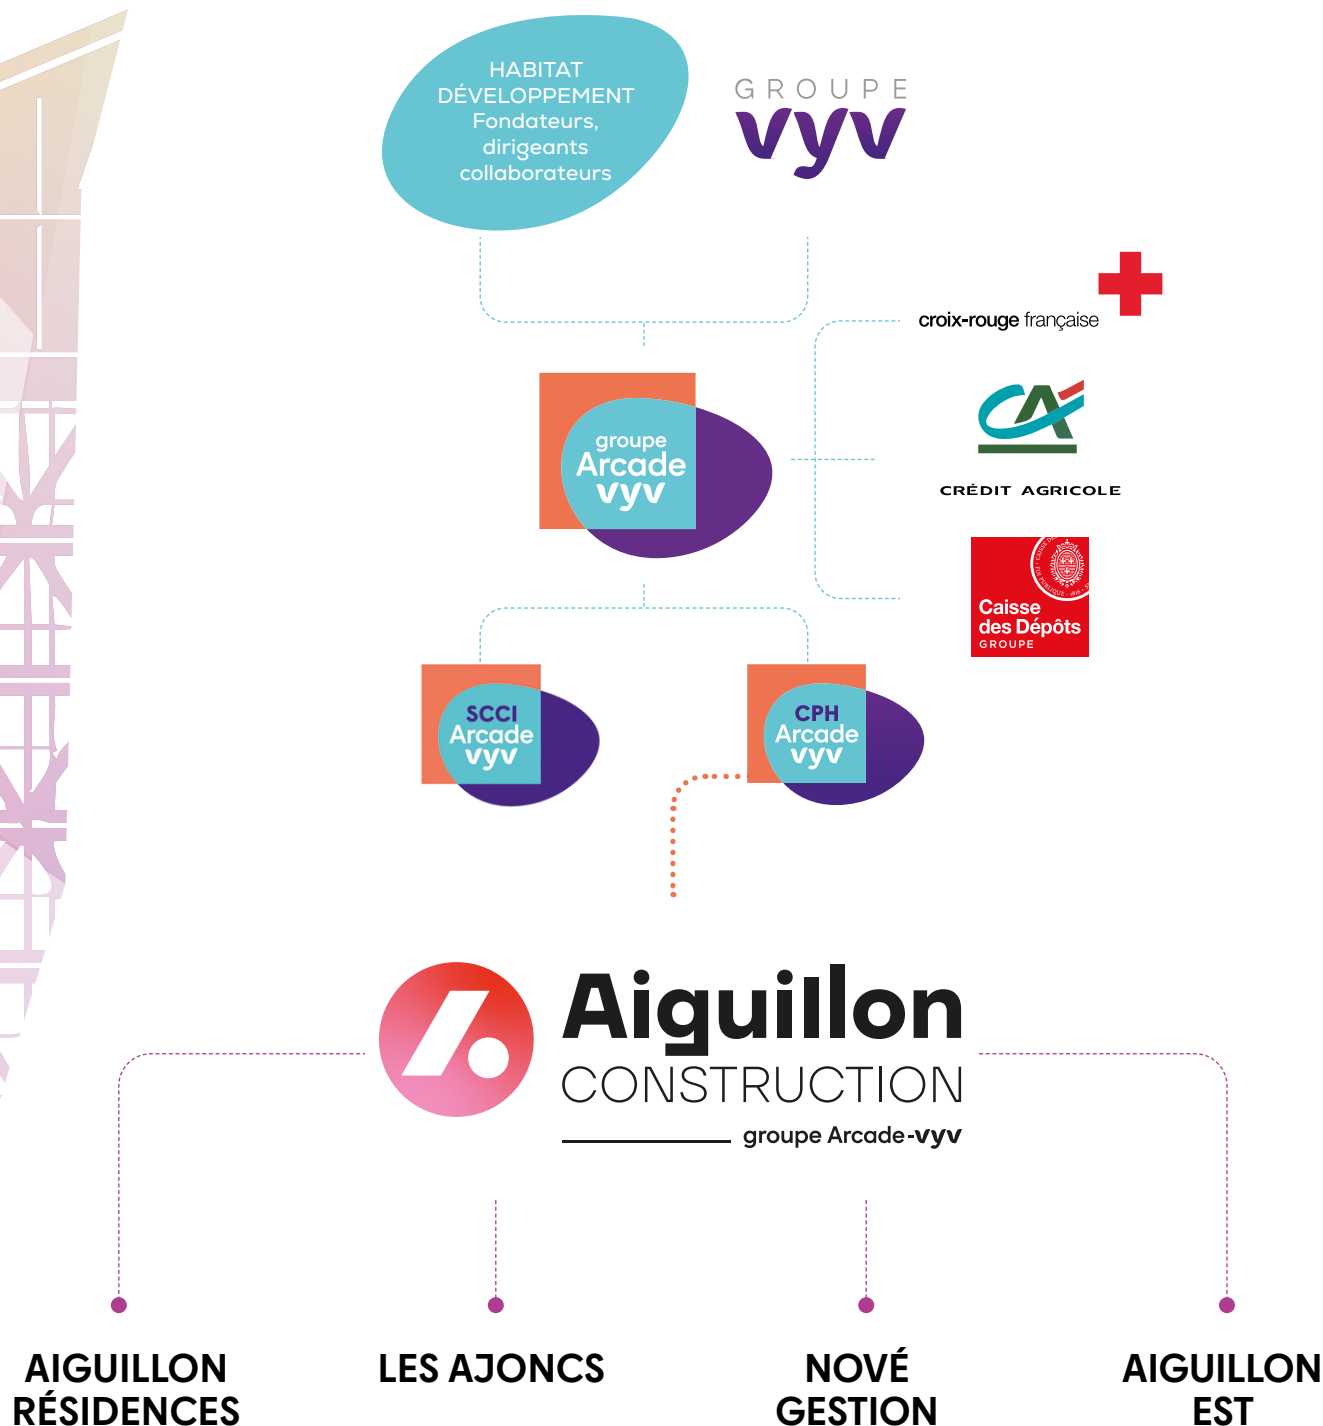 HABITAT
DÉVELOPPEMENT
Fondateurs,
dirigeants
collaborateurs
GROUPE
vyv
croix-rouge française
groupe
Arcade
vyv
CA
CRÉDIT AGRICOLE
Caisse
des Dépôts
GROUPE
SCCI
Arcade
vyv
CPH
Arcade
vyv
Aiguillon
CONSTRUCTION
groupe Arcade-vyv
AIGUILLON
RÉSIDENCES
LES AJONCS
NOVÉ
GESTION
AIGUILLON
EST